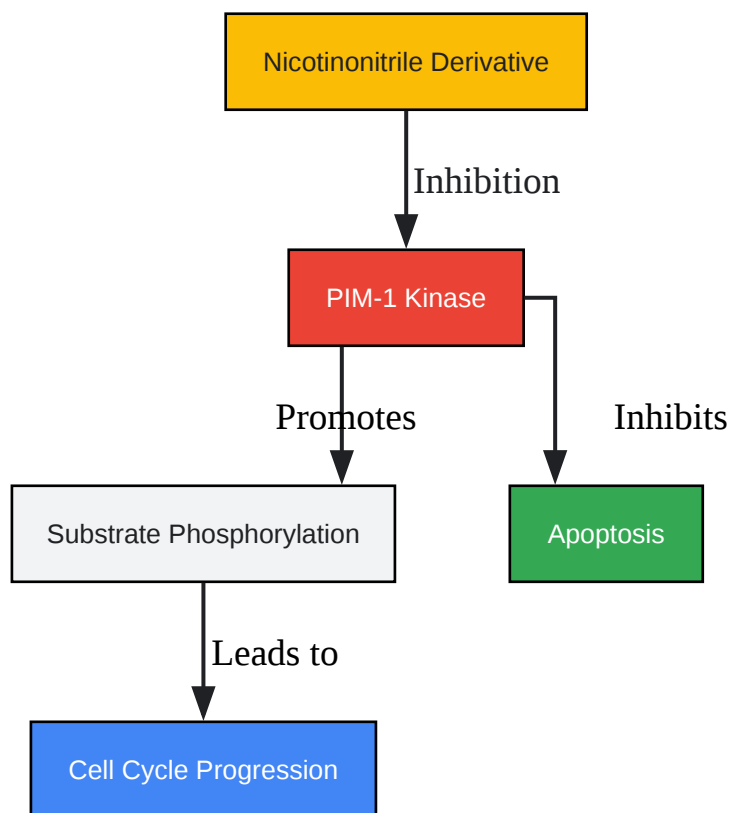 Nicotinonitrile Derivative
Inhibition
PIM-1 Kinase
Promotes
Inhibits
Substrate Phosphorylation
Apoptosis
Leads to
Cell Cycle Progression